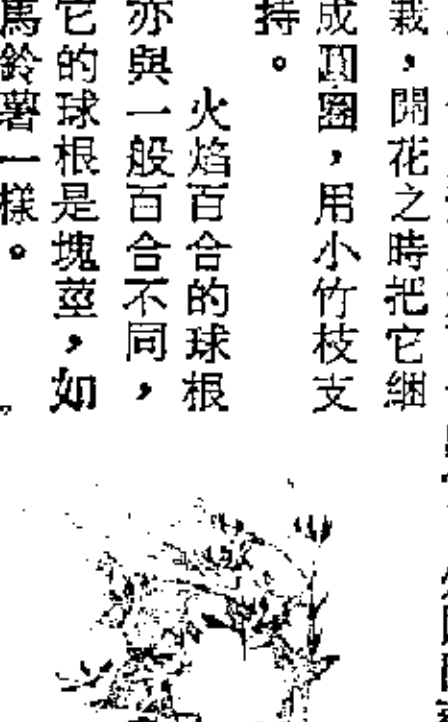 栽，開花之時把它綑
成圓圈，用小竹枝支
持。
火焰百合的球根
亦與一般百合不同，
它的球根是塊莖，如
馬鈴薯一樣。